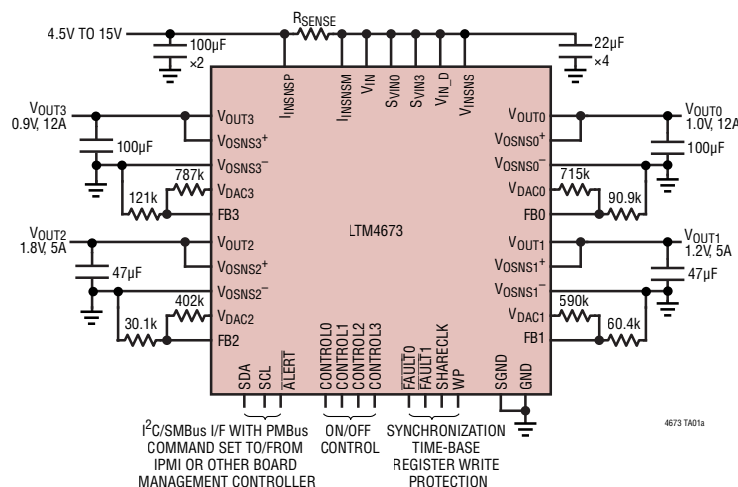 4.5V TO 15V
RSENSE
100µF
×2
22µF
×4
IINSNSP
IINSNSM
VIN
SVIN0
SVIN3
VIN_D
VINSNS
VOUT3
0.9V, 12A
100µF
787k
121k
VOUT3
VOSNS3+
VOSNS3−
VDAC3
FB3
VOUT2
1.8V, 5A
47µF
402k
30.1k
VOUT2
VOSNS2+
VOSNS2−
VDAC2
FB2
LTM4673
VOUT0
VOSNS0+
VOSNS0−
VDAC0
FB0
VOUT0
1.0V, 12A
100µF
715k
90.9k
VOUT1
VOSNS1+
VOSNS1−
VDAC1
FB1
VOUT1
1.2V, 5A
47µF
590k
60.4k
SDA
SCL
ALERT
CONTROL0
CONTROL1
CONTROL2
CONTROL3
FAULT0
FAULT1
SHARECLK
WP
SGND
GND
I2C/SMBus I/F WITH PMBus
COMMAND SET TO/FROM
IPMI OR OTHER BOARD
MANAGEMENT CONTROLLER
ON/OFF
CONTROL
SYNCHRONIZATION
TIME-BASE
REGISTER WRITE
PROTECTION
4673 TA01a